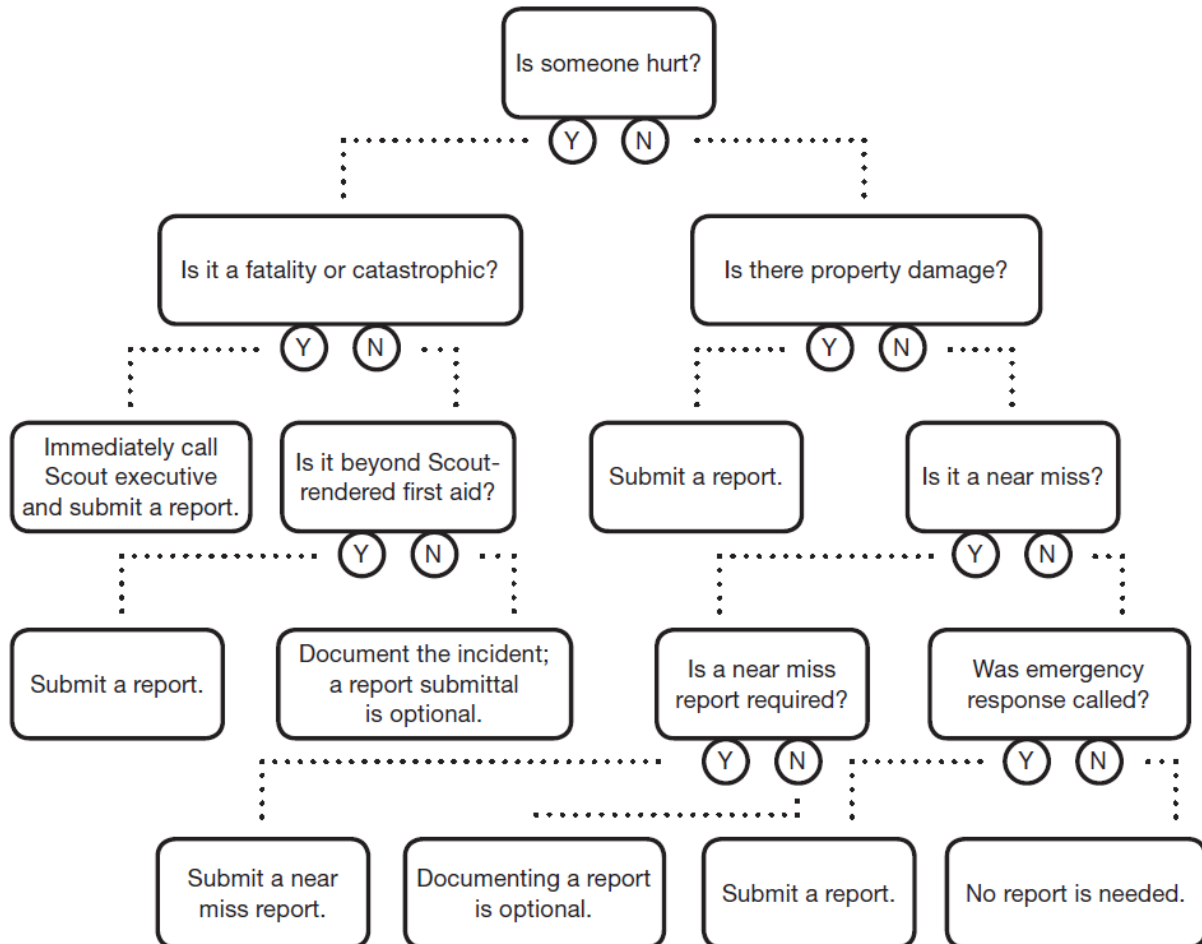 Is someone hurt?
Y N
Is it a fatality or catastrophic?
Is there property damage?
Y N
Y N
Immediately call
Scout executive
and submit a report.
Is it beyond Scout-
rendered first aid?
Submit a report.
Is it a near miss?
Y N
Y N
Submit a report.
Document the incident;
a report submittal
is optional.
Is a near miss
report required?
Was emergency
response called?
Y N
Y N
Submit a near
miss report.
Documenting a report
is optional.
Submit a report.
No report is needed.